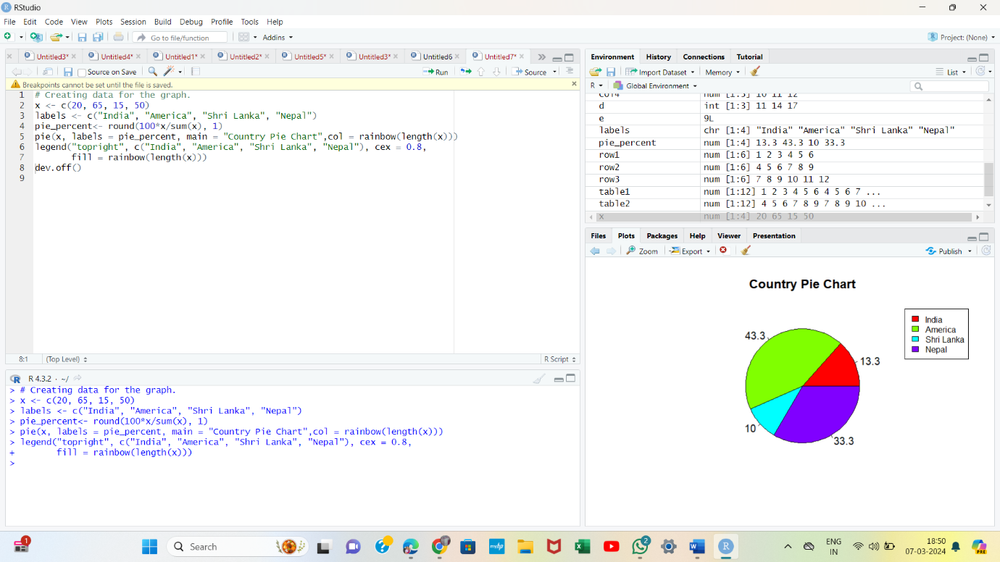 RStudio
File Edit Code View Plots Session Build Debug Profile Tools Help
Go to file/function Addins Project: (None)
Untitled3* Untitled4* Untitled1* Untitled2* Untitled5* Untitled3* Untitled6 Untitled7*
Source on Save Run Source
Breakpoints cannot be set until the file is saved.
1 # Creating data for the graph.
2 x <- c(20, 65, 15, 50)
3 labels <- c("India", "America", "Shri Lanka", "Nepal")
4 pie_percent<- round(100*x/sum(x), 1)
5 pie(x, labels = pie_percent, main = "Country Pie Chart",col = rainbow(length(x)))
6 legend("topright", c("India", "America", "Shri Lanka", "Nepal"), cex = 0.8,
7 fill = rainbow(length(x)))
8 dev.off()
9
8:1 (Top Level) R Script
R 4.3.2 · ~/
> # Creating data for the graph.
> x <- c(20, 65, 15, 50)
> labels <- c("India", "America", "Shri Lanka", "Nepal")
> pie_percent<- round(100*x/sum(x), 1)
> pie(x, labels = pie_percent, main = "Country Pie Chart",col = rainbow(length(x)))
> legend("topright", c("India", "America", "Shri Lanka", "Nepal"), cex = 0.8,
+ fill = rainbow(length(x)))
>
Environment History Connections Tutorial
Import Dataset Memory List
R Global Environment
col4 num [1:3] 10 11 12
d int [1:3] 11 14 17
e 9L
labels chr [1:4] "India" "America" "Shri Lanka" "Nepal"
pie_percent num [1:4] 13.3 43.3 10 33.3
row1 num [1:6] 1 2 3 4 5 6
row2 num [1:6] 4 5 6 7 8 9
row3 num [1:6] 7 8 9 10 11 12
table1 num [1:12] 1 2 3 4 5 6 4 5 6 7 ...
table2 num [1:12] 4 5 6 7 8 9 7 8 9 10 ...
x num [1:4] 20 65 15 50
Files Plots Packages Help Viewer Presentation
Zoom Export Publish
Country Pie Chart
India
America
Shri Lanka
Nepal
43.3
13.3
10
33.3
1
Search
myhp
2
ENG
IN
18:50
07-03-2024
PRE